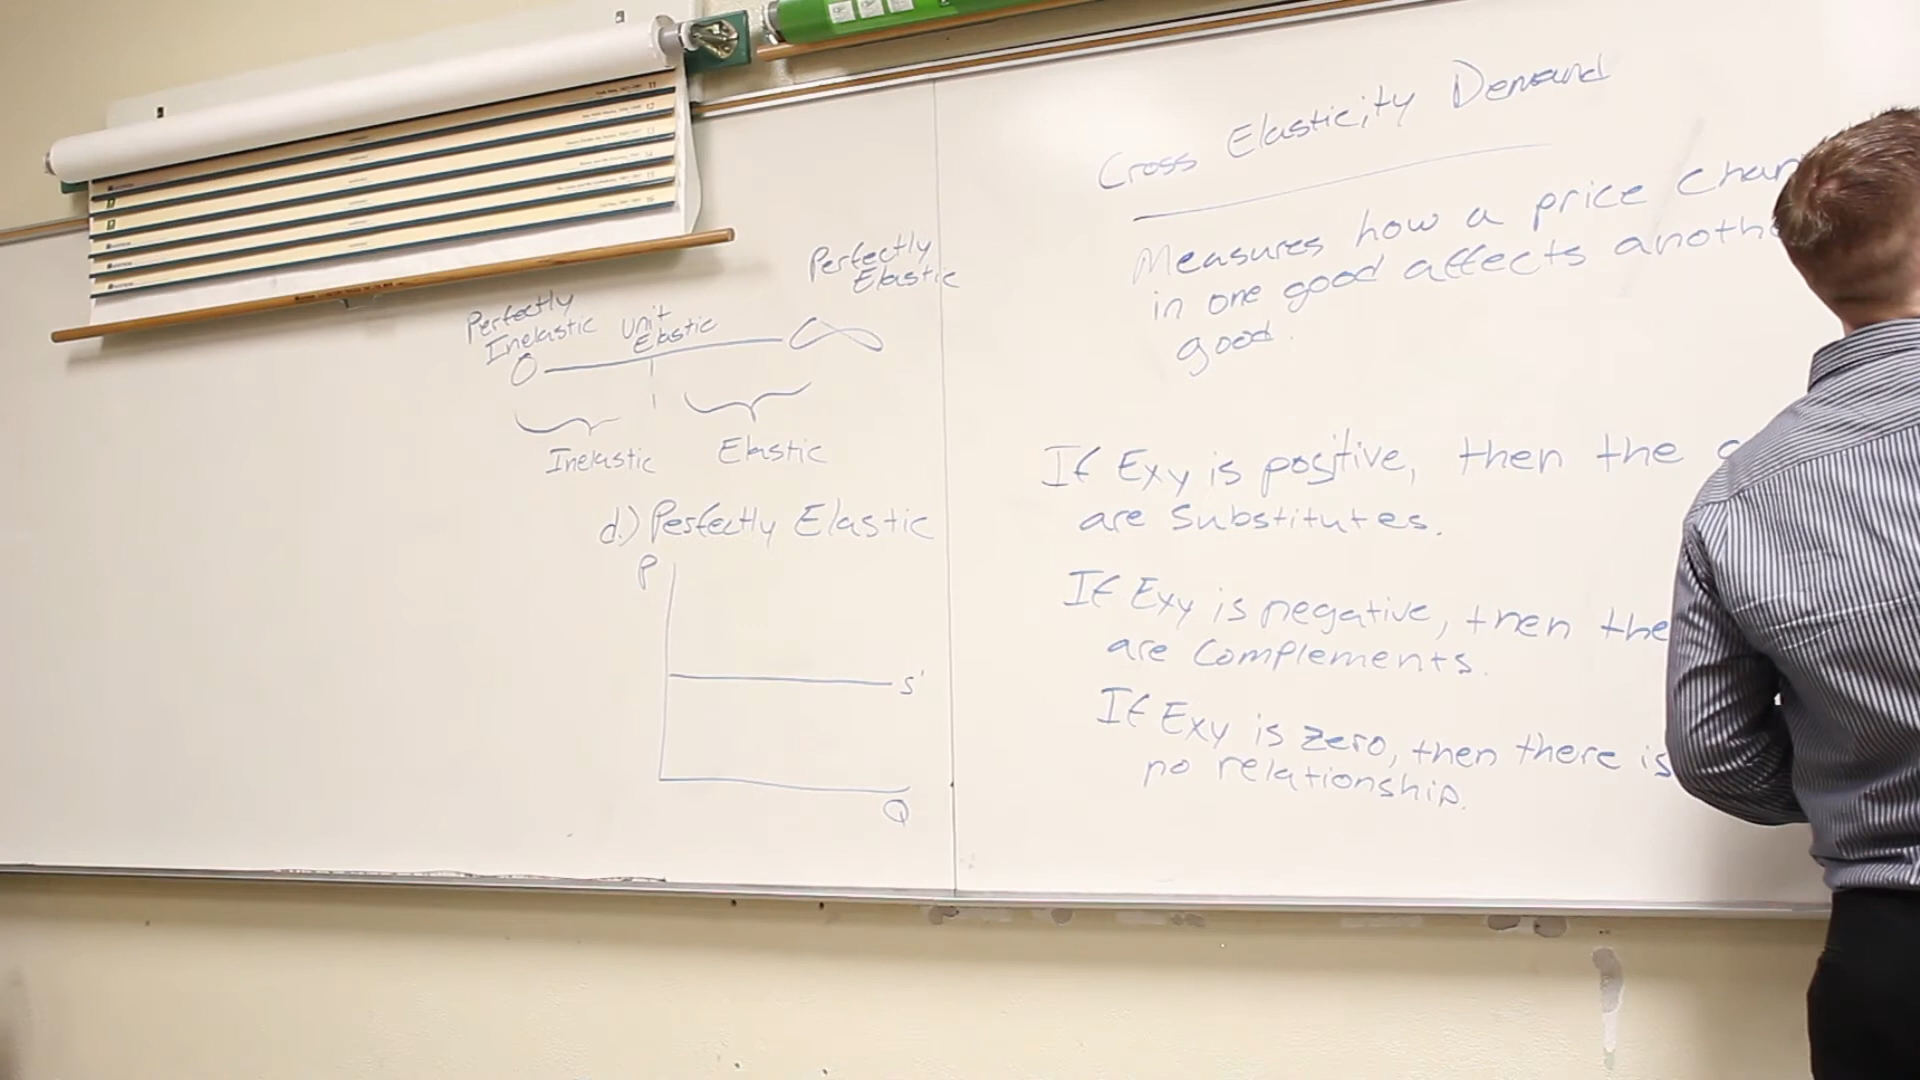 Perfectly
Inelastic
Unit
Elastic
Perfectly
Elastic
0
∞
1
Inelastic
Elastic
d.) Perfectly Elastic
P
S'
Q
Cross Elasticity Demand
Measures how a price
in one good affects
good.
If Exy is positive, then the
are Substitutes.
If Exy is negative, then the
are Complements.
If Exy is zero, then there is
no relationship.